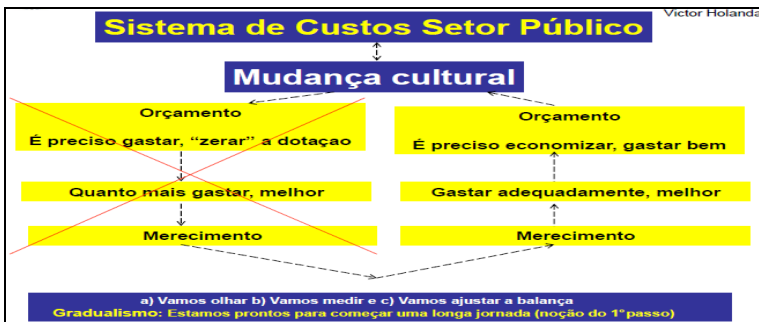 Victor Holanda
Sistema de Custos Setor Público
Mudança cultural
Orçamento
É preciso gastar, “zerar” a dotaçao
Quanto mais gastar, melhor
Merecimento
Orçamento
É preciso economizar, gastar bem
Gastar adequadamente, melhor
Merecimento
a) Vamos olhar b) Vamos medir e c) Vamos ajustar a balança
Gradualismo: Estamos prontos para começar uma longa jornada (noção do 1°passo)